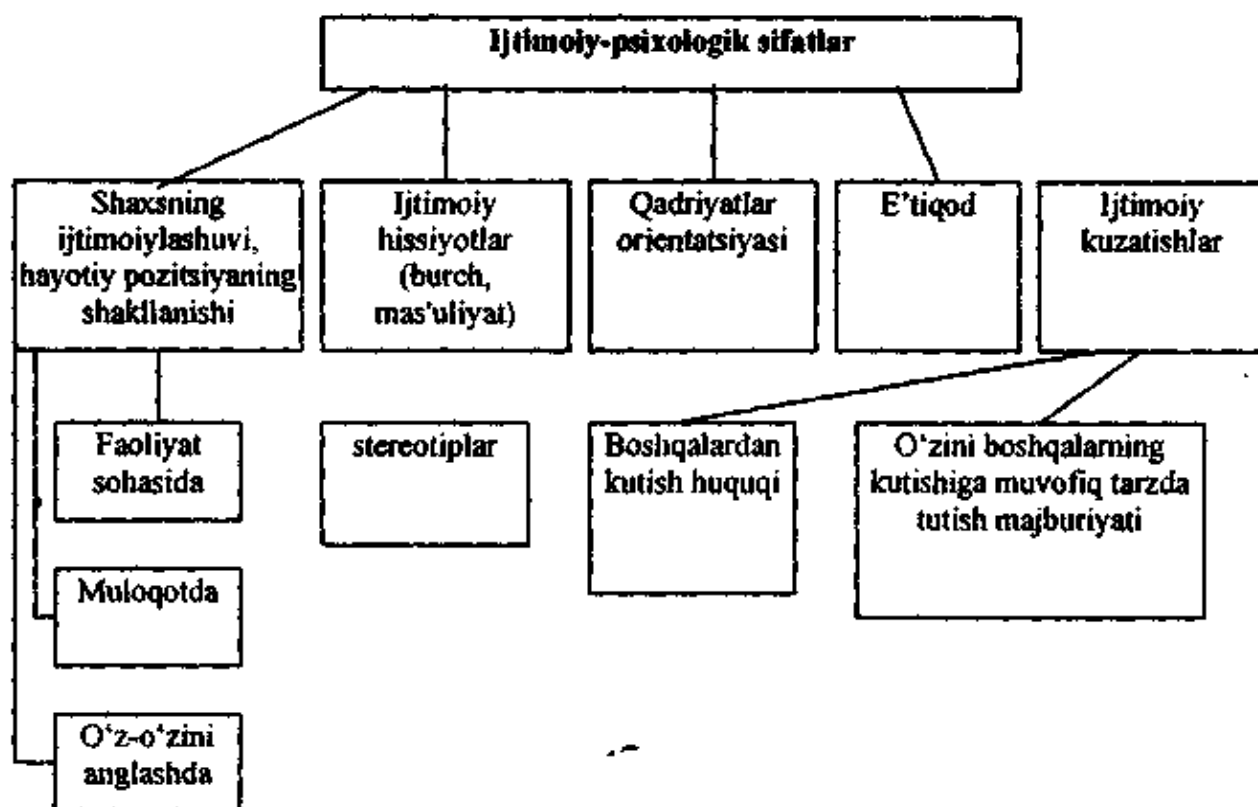 Ijtimoiy-psixologik sifatlar
Shaxsning
ijtimoiylashuvi,
hayotiy pozitsiyaning
shakllanishi
Ijtimoiy
hissiyotlar
(burch,
mas'uliyat)
Qadriyatlar
orientatsiyasi
E'tiqod
Ijtimoiy
kuzatishlar
Faoliyat
sohasida
stereotiplar
Boshqalardan
kutish huquqi
O‘zini boshqalarning
kutishiga muvofiq tarzda
tutish majburiyati
Muloqotda
O‘z-o‘zini
anglashda